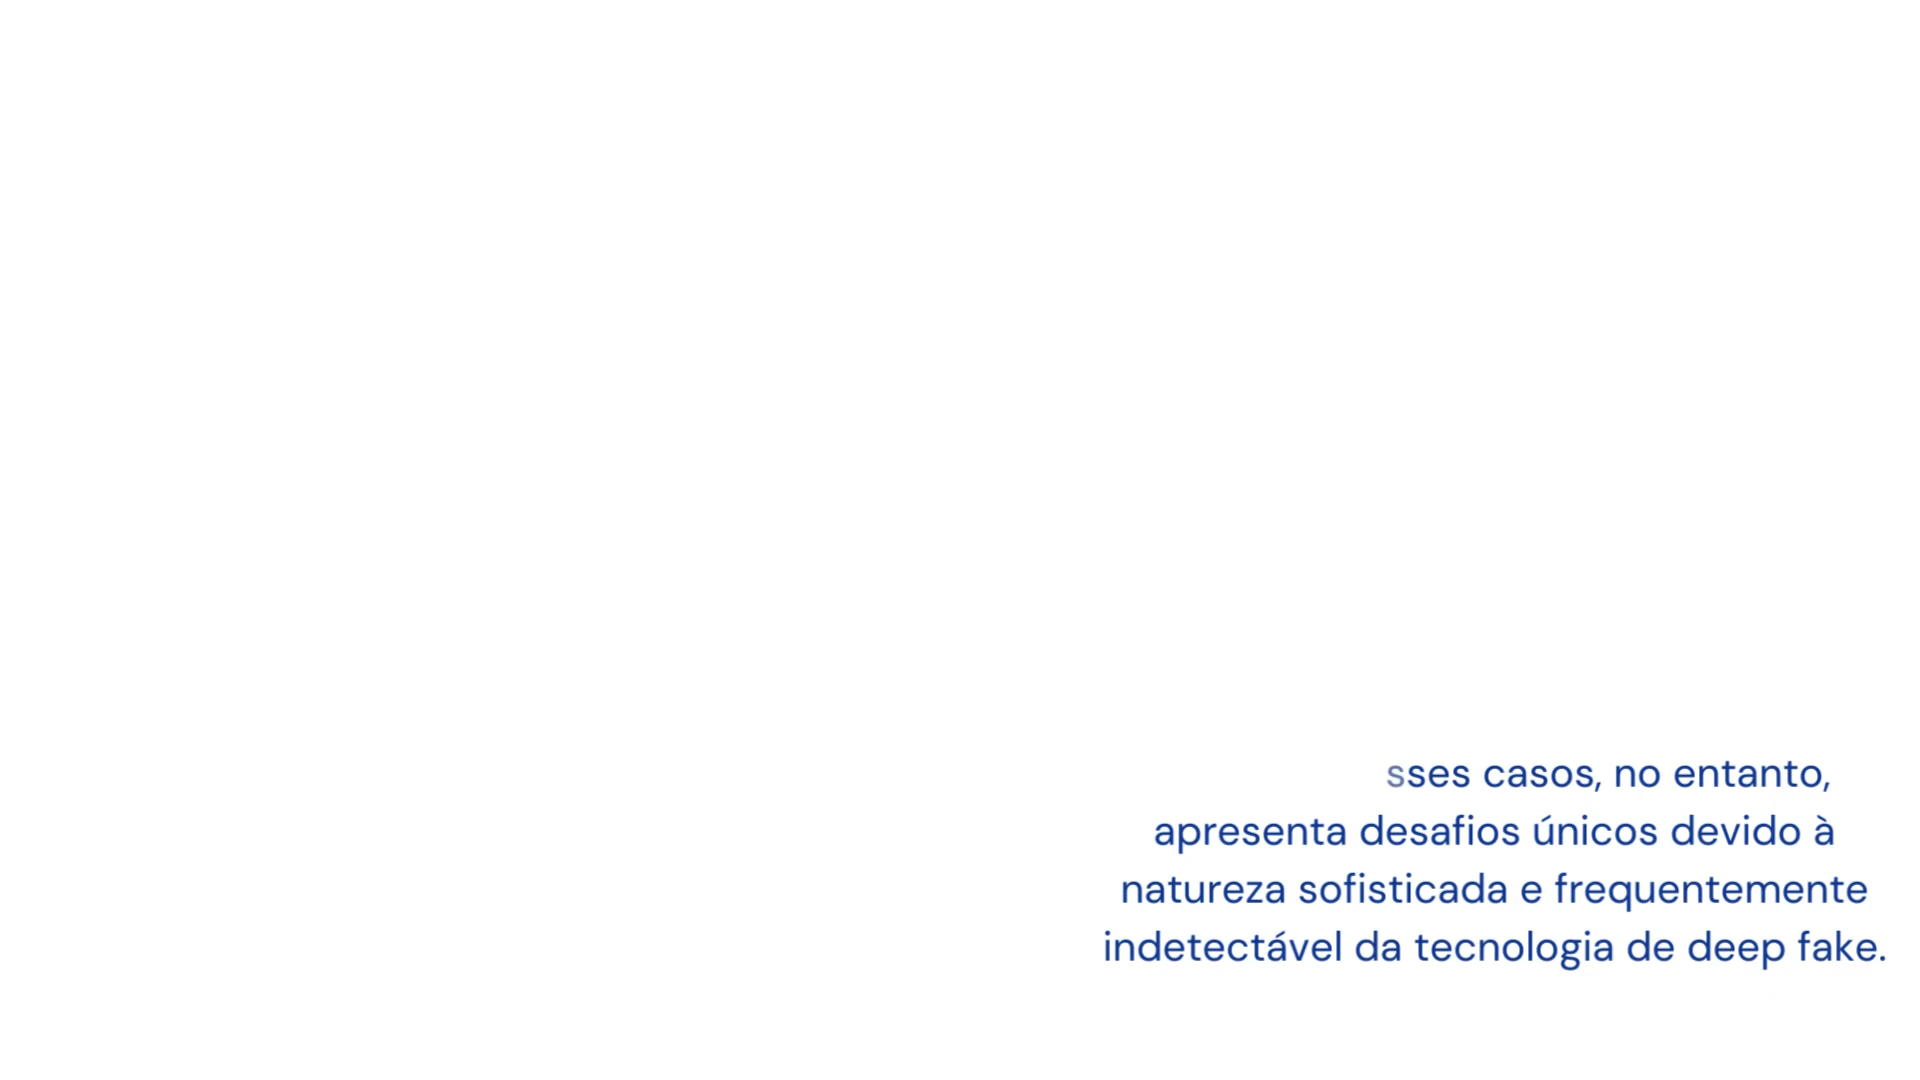 sses casos, no entanto,
apresenta desafios únicos devido à
natureza sofisticada e frequentemente
indetectável da tecnologia de deep fake.